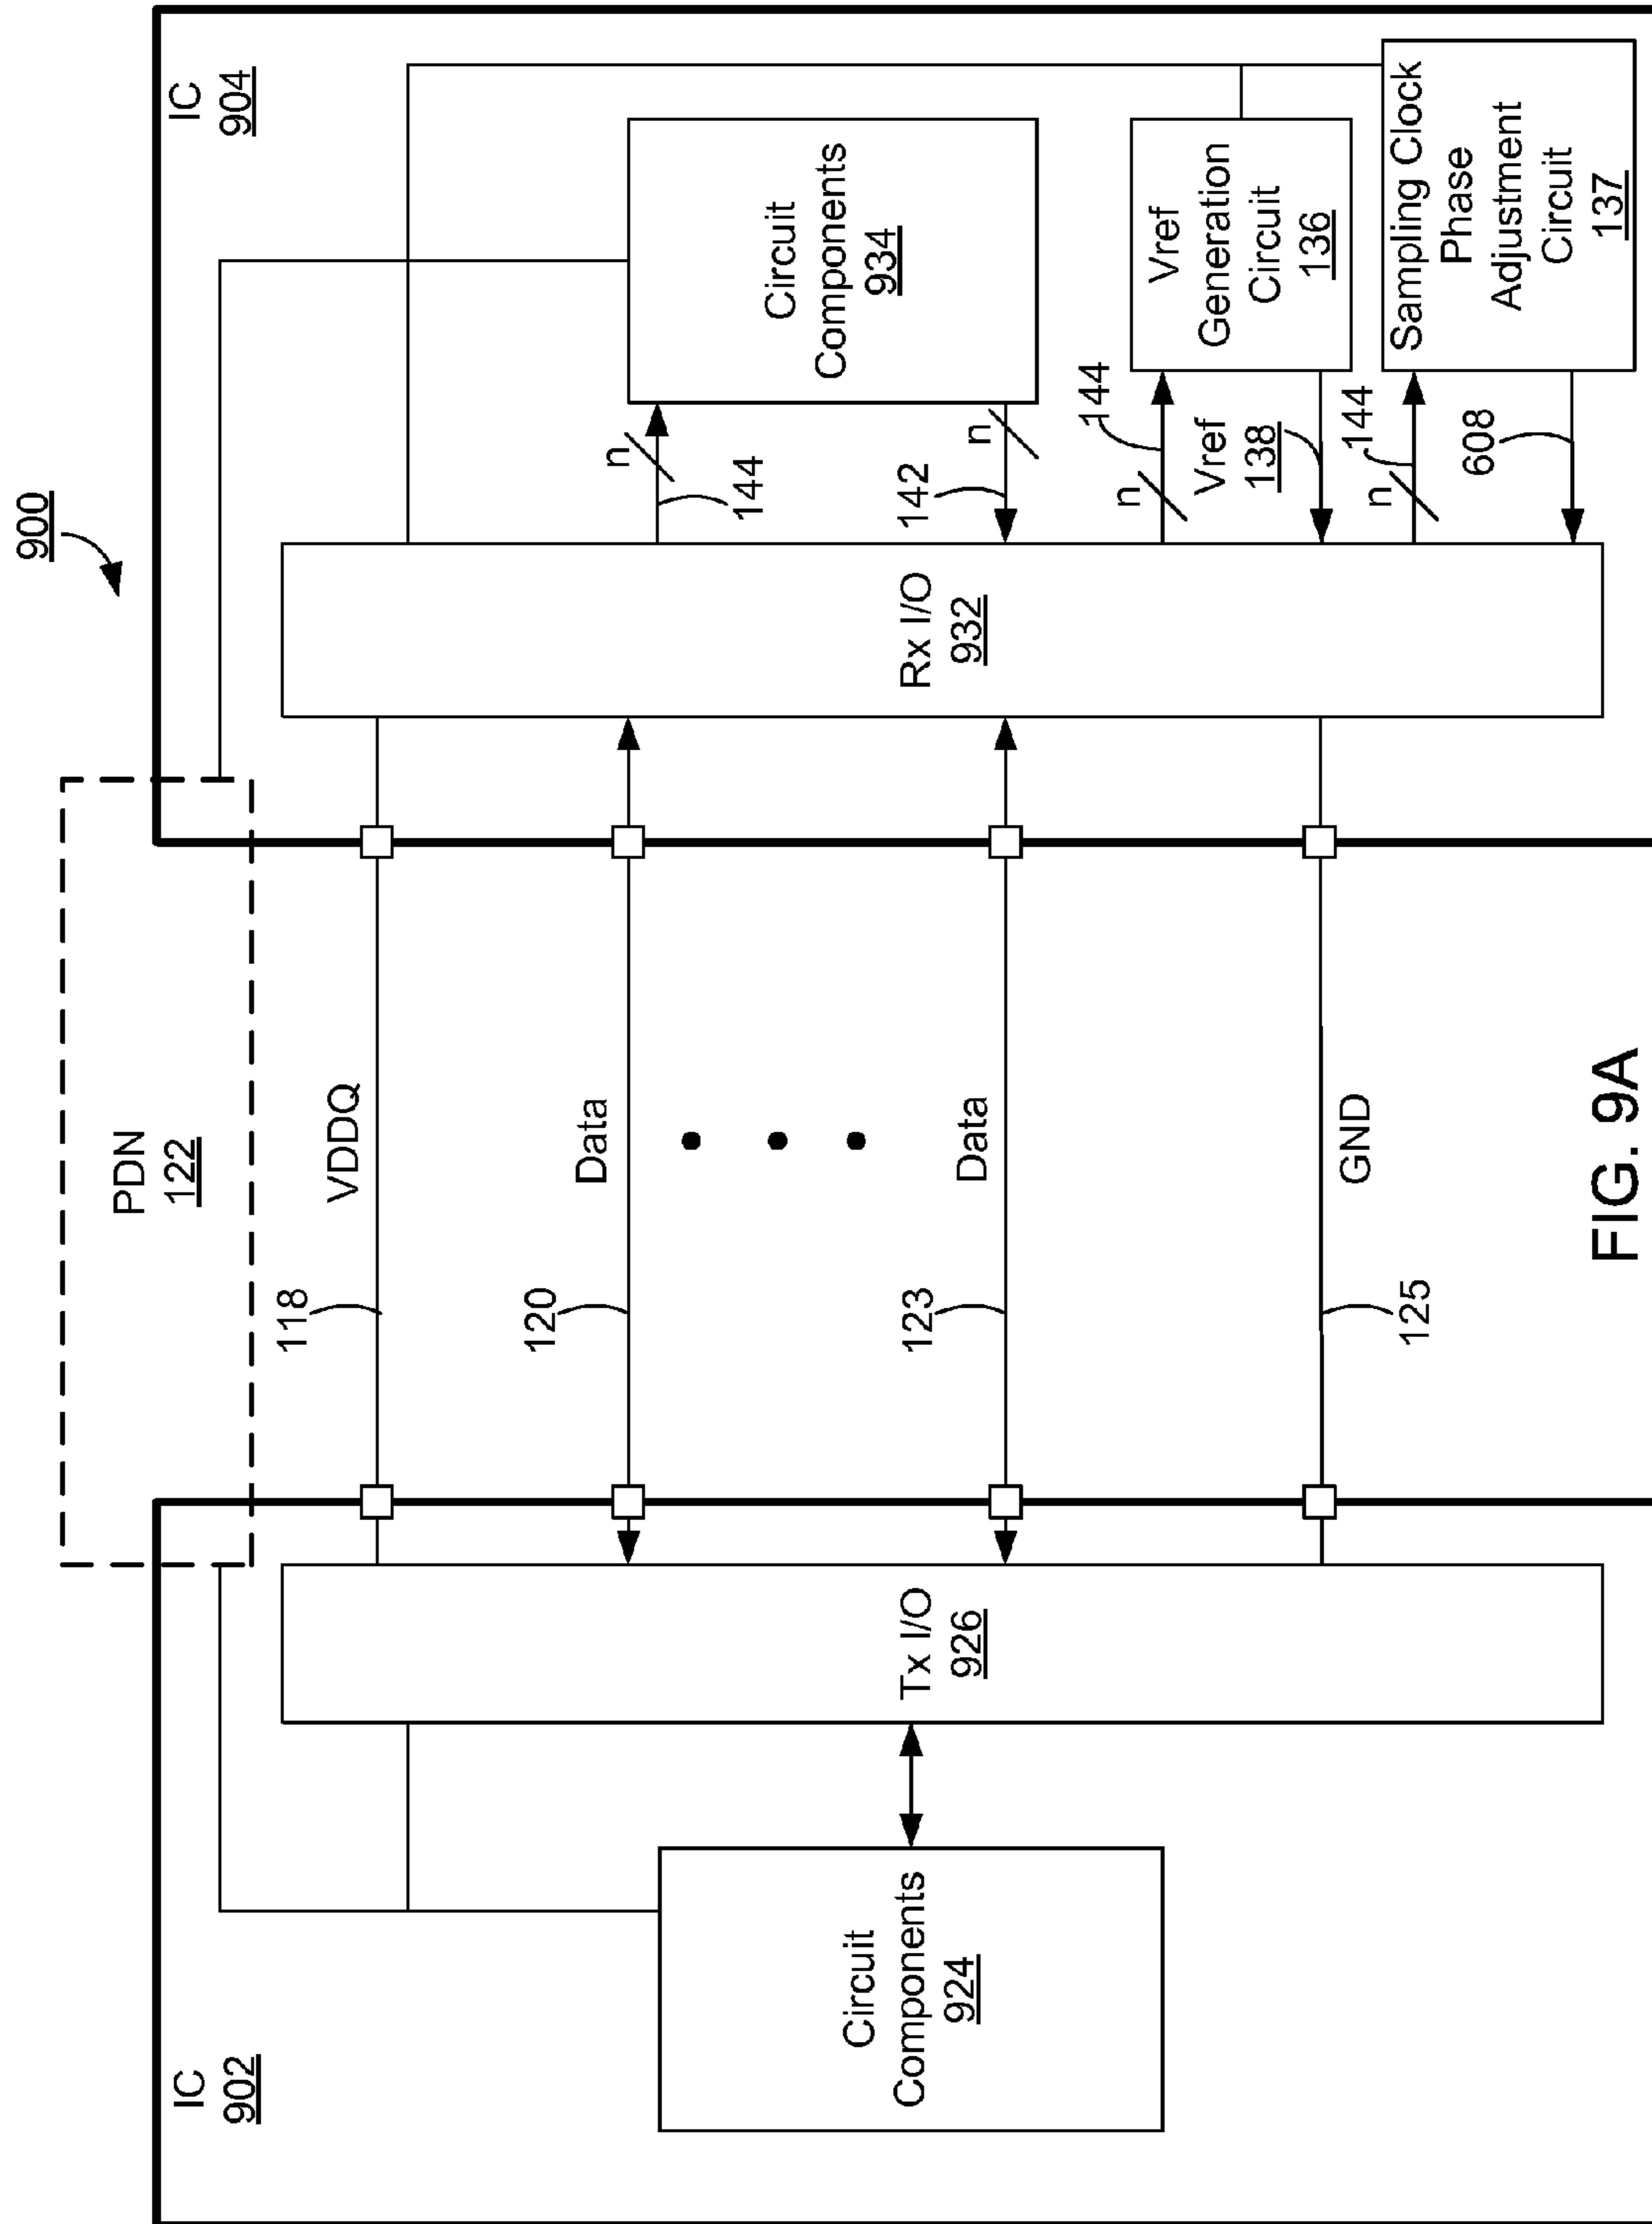 900
IC
902
Circuit
Components
924
Tx I/O
926
PDN
122
118
VDDQ
120
Data
123
Data
125
GND
IC
904
Rx I/O
932
n
144
142
n
Circuit
Components
934
144
n
Vref
138
Vref
Generation
Circuit
136
144
n
608
Sampling Clock
Phase
Adjustment
Circuit
137
FIG. 9A